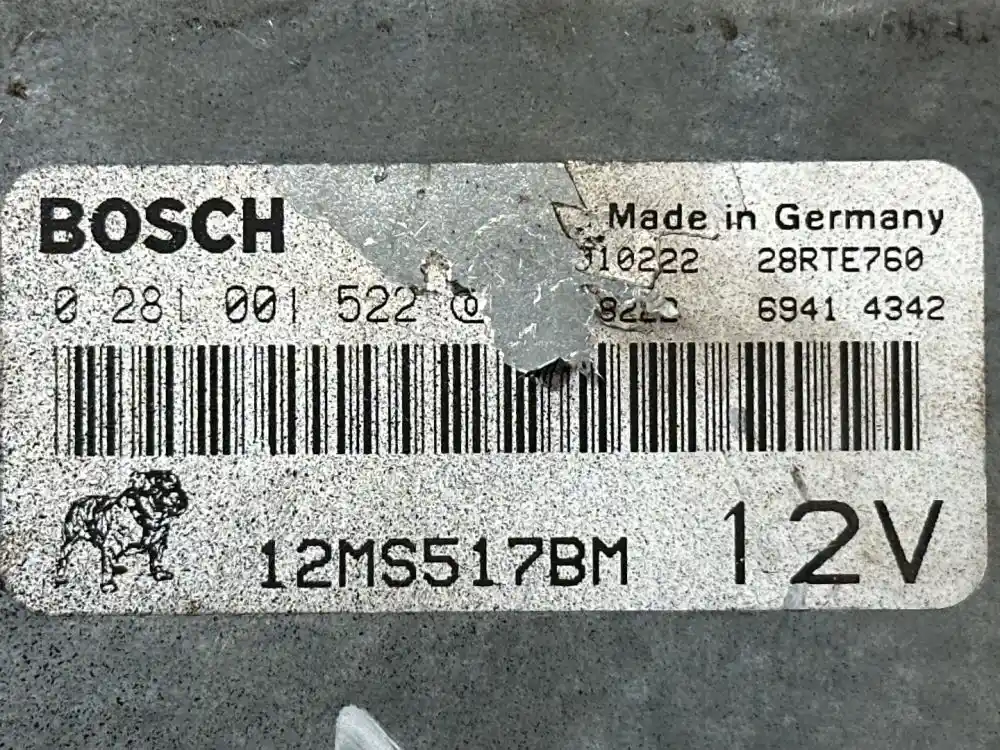 BOSCH
Made in Germany
28RTE760
0 281 001 522
6941 4342
12MS517BM
12V